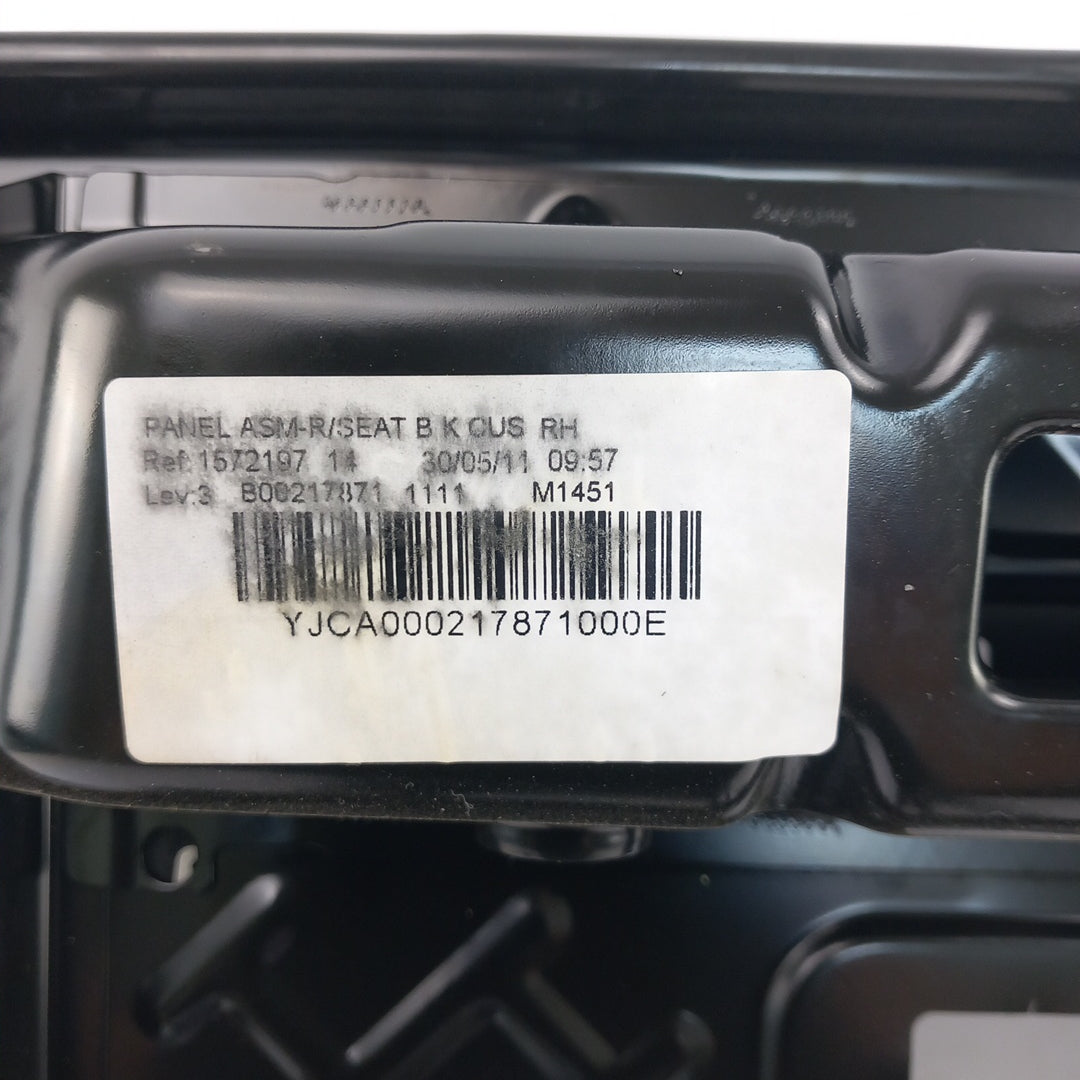 PANEL ASM-R/SEAT B K CUS RH
Ref:1572197 14 30/05/11 09:57
Lev:3 B00217871 1111 M1451
YJCA000217871000E